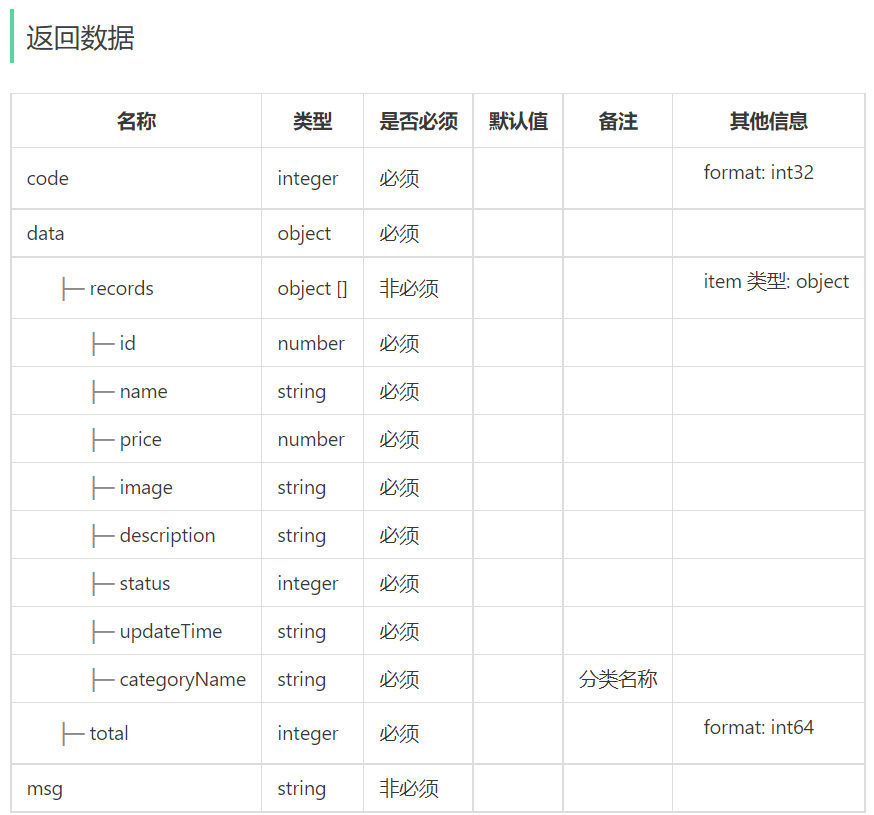 返回数据
名称 类型 是否必须 默认值 备注 其他信息
code integer 必须 format: int32
data object 必须
├─ records object [] 非必须 item 类型: object
├─ id number 必须
├─ name string 必须
├─ price number 必须
├─ image string 必须
├─ description string 必须
├─ status integer 必须
├─ updateTime string 必须
├─ categoryName string 必须 分类名称
├─ total integer 必须 format: int64
msg string 非必须